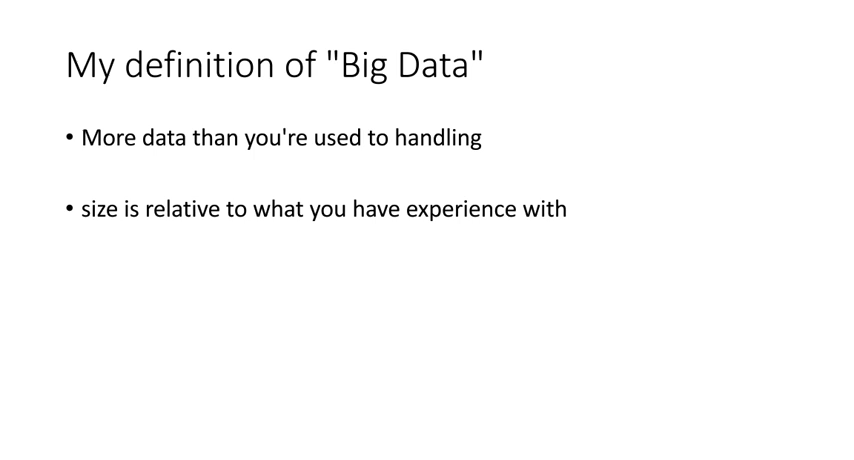 My definition of "Big Data"
• More data than you're used to handling
• size is relative to what you have experience with